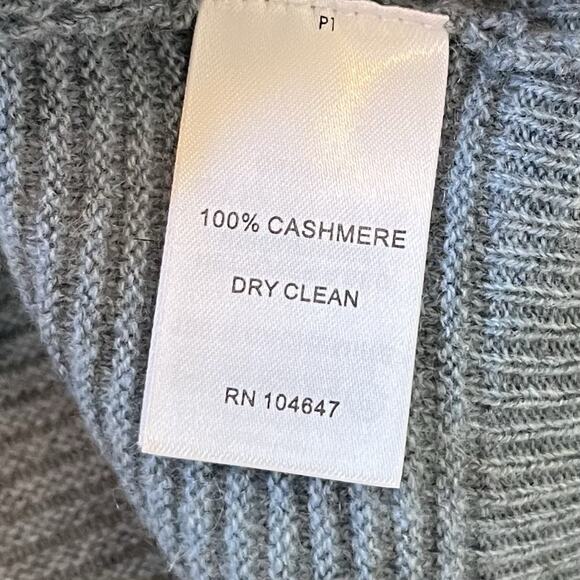 P1
100% CASHMERE
DRY CLEAN
RN 104647